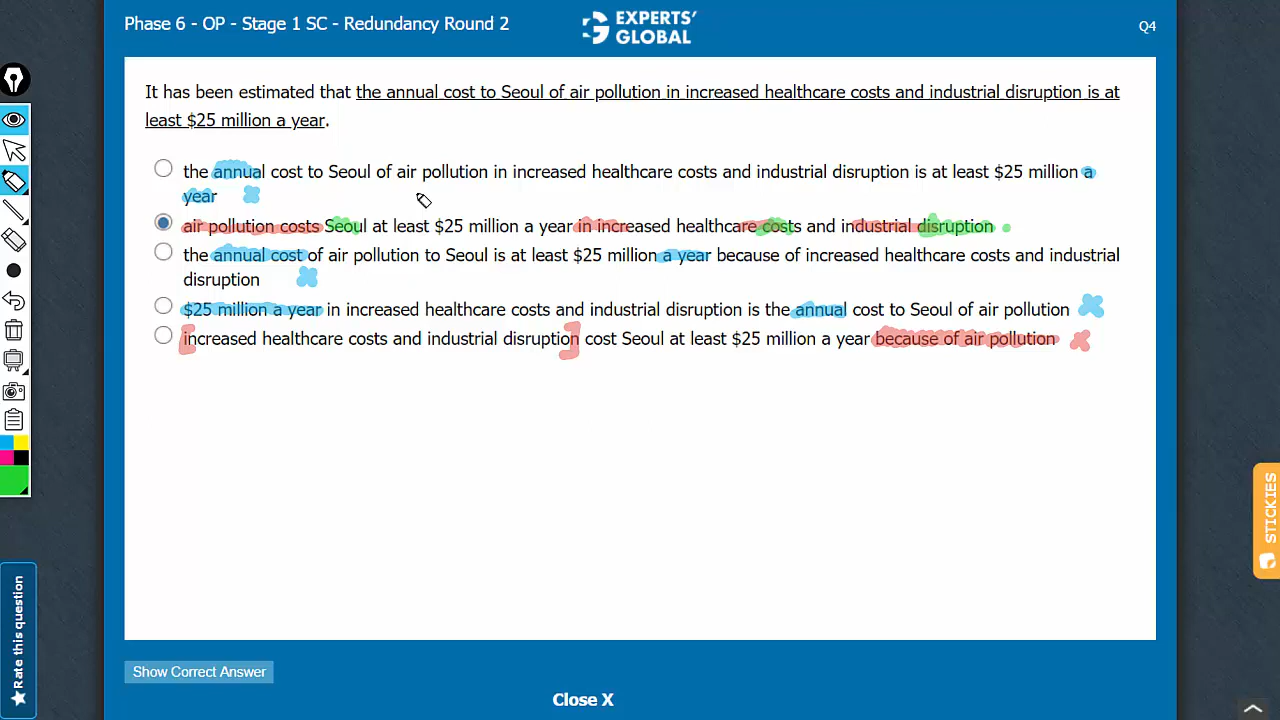 Phase 6 - OP - Stage 1 SC - Redundancy Round 2
EXPERTS'
GLOBAL
Q4
It has been estimated that the annual cost to Seoul of air pollution in increased healthcare costs and industrial disruption is at
least $25 million a year.
the annual cost to Seoul of air pollution in increased healthcare costs and industrial disruption is at least $25 million a
year
air pollution costs Seoul at least $25 million a year in increased healthcare costs and industrial disruption
the annual cost of air pollution to Seoul is at least $25 million a year because of increased healthcare costs and industrial
disruption
$25 million a year in increased healthcare costs and industrial disruption is the annual cost to Seoul of air pollution
increased healthcare costs and industrial disruption cost Seoul at least $25 million a year because of air pollution
STICKIES
Rate this question
Show Correct Answer
Close X